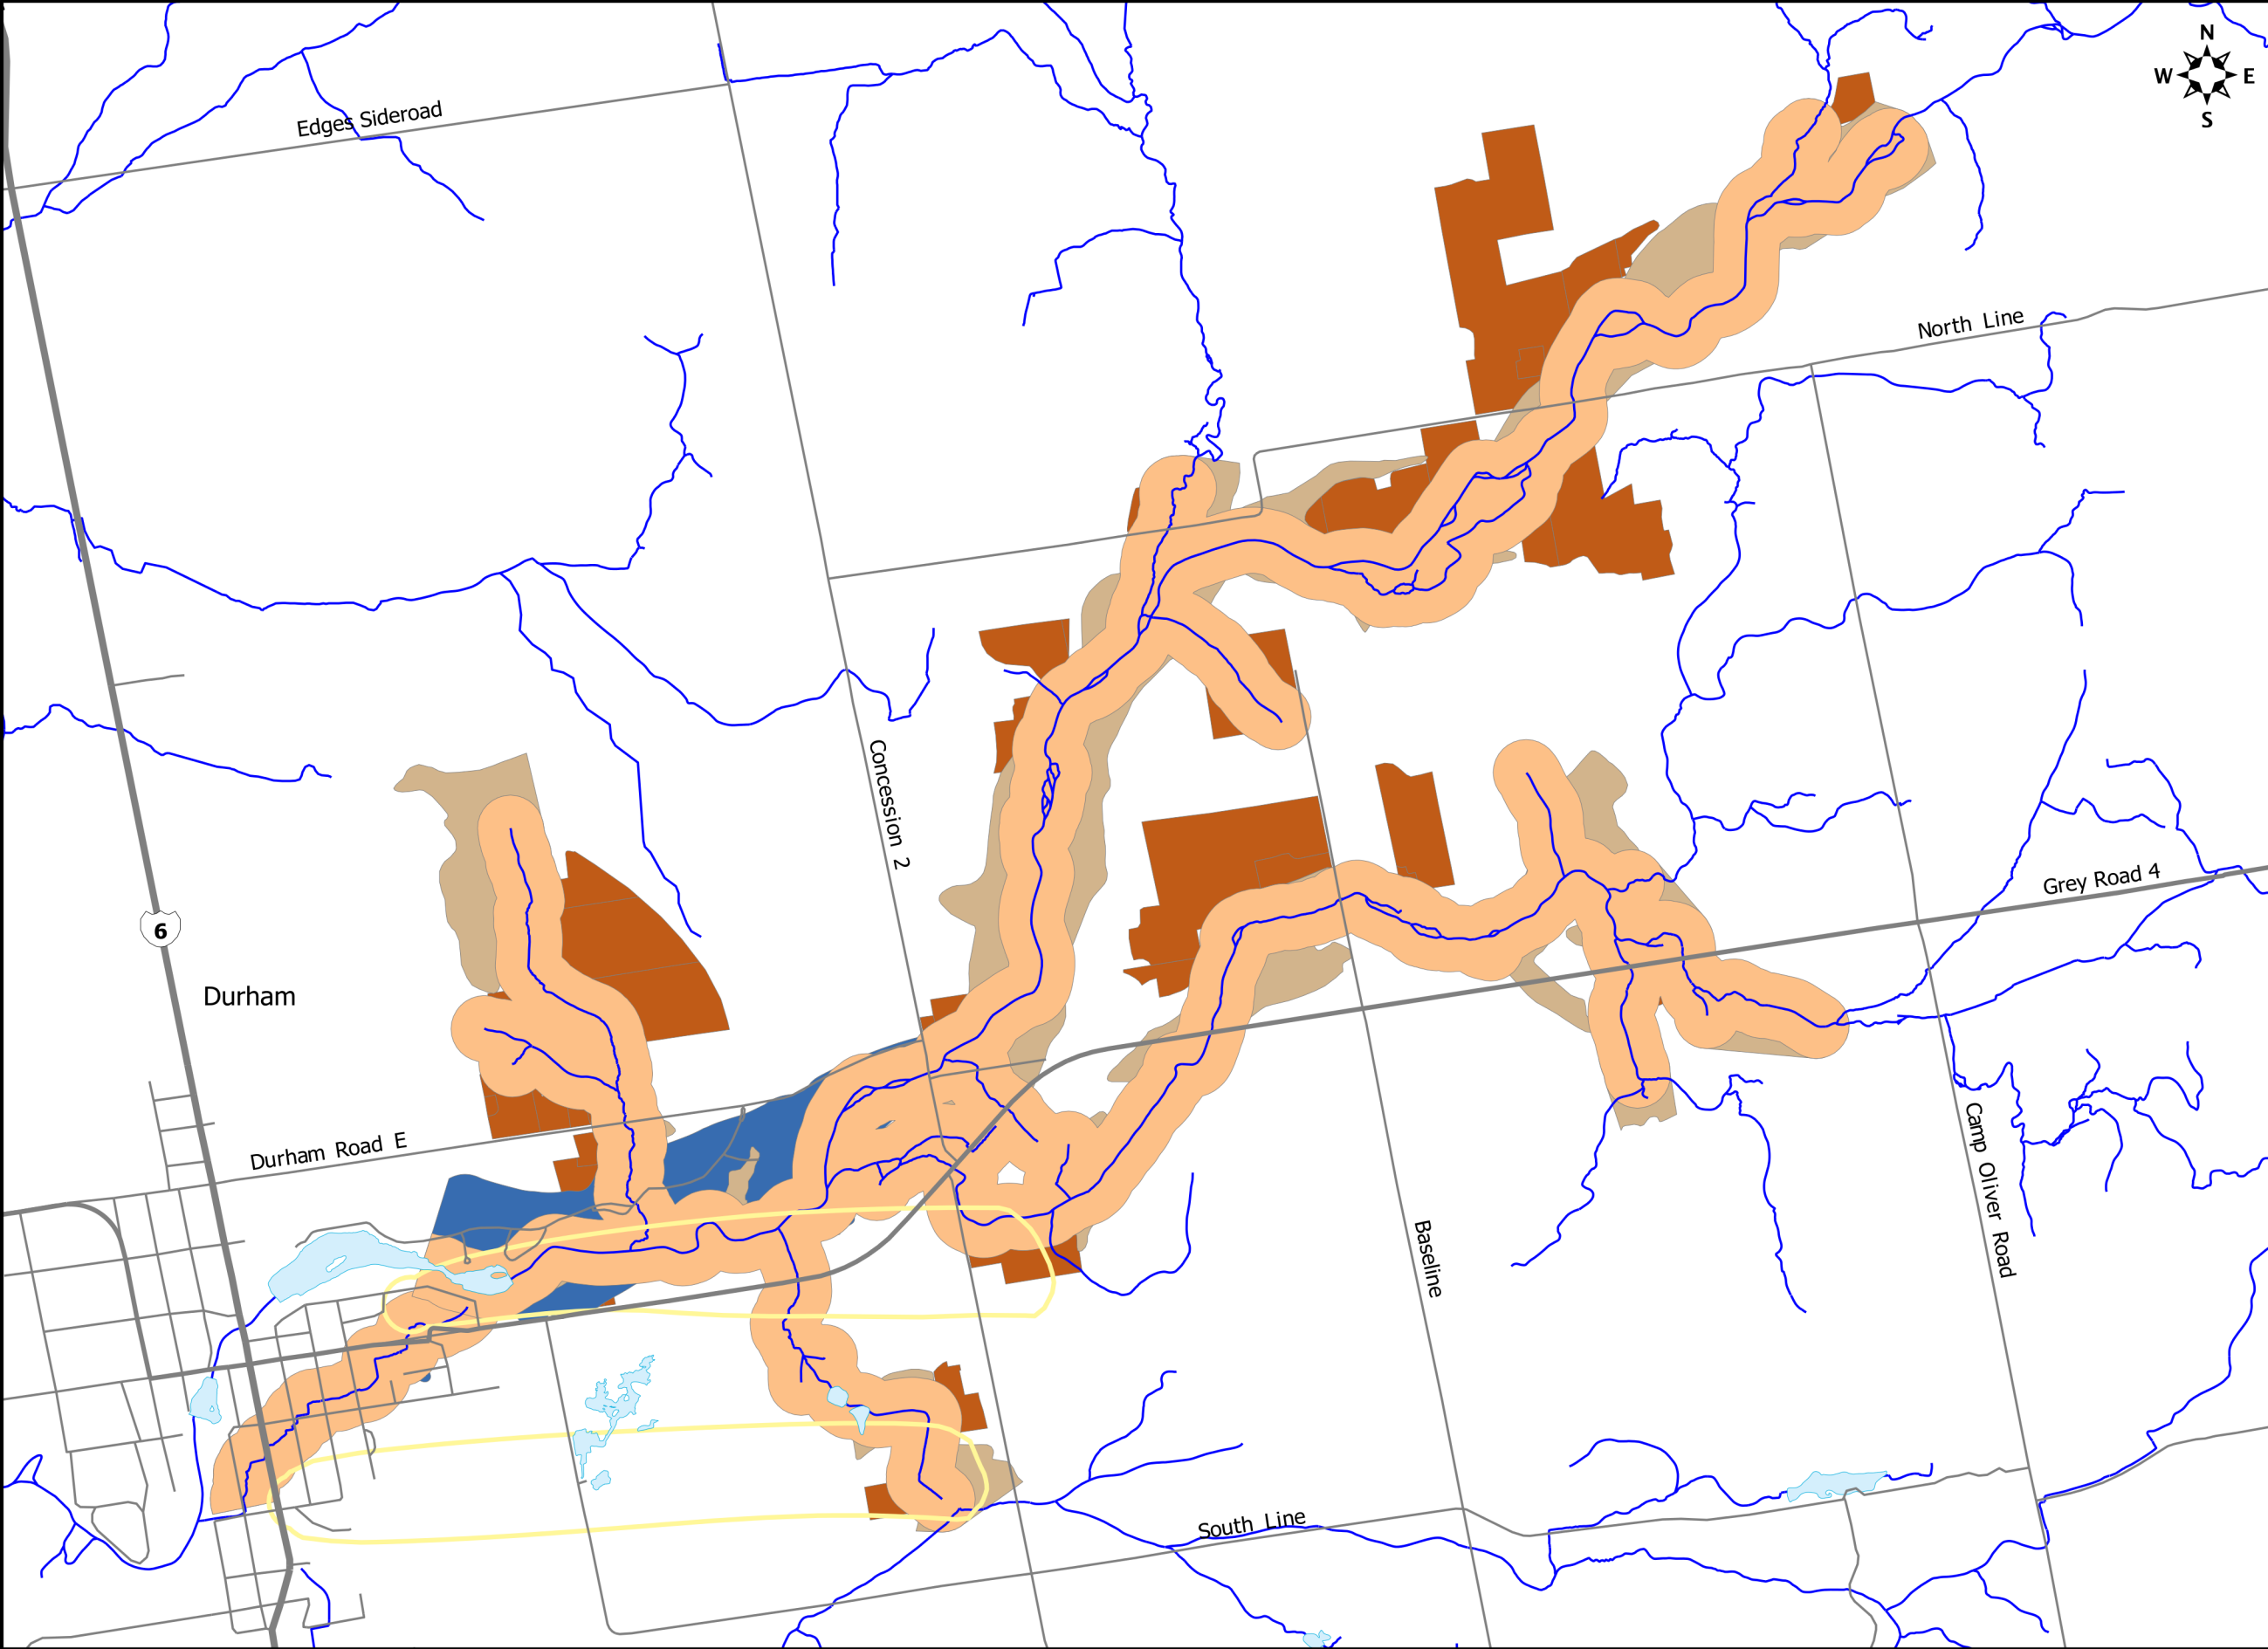 N
W E
S
Edges Sideroad
North Line
Concession 2
Grey Road 4
6
Durham
Durham Road E
Camp Oliver Road
Baseline
South Line